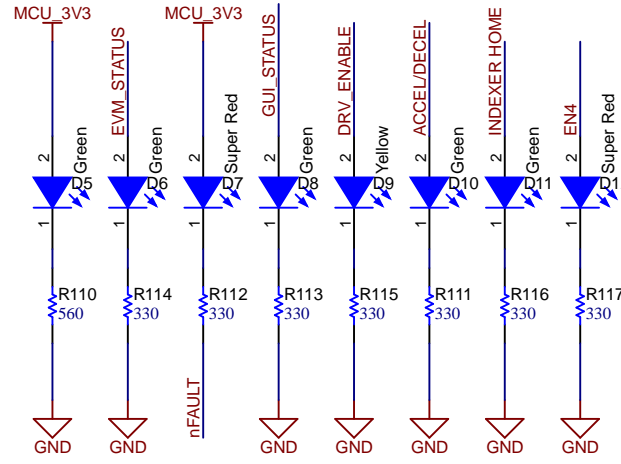 MCU_3V3
MCU_3V3
EVM_STATUS
GUI_STATUS
DRV_ENABLE
ACCEL/DECEL
INDEXER HOME
EN4
2
2
2
2
2
2
2
2
Green
Green
Super Red
Green
Yellow
Green
Green
Super Red
D5
D6
D7
D8
D9
D10
D11
D1
1
1
1
1
1
1
1
1
R110
R114
R112
R113
R115
R111
R116
R117
560
330
330
330
330
330
330
330
nFAULT
GND
GND
GND
GND
GND
GND
GND